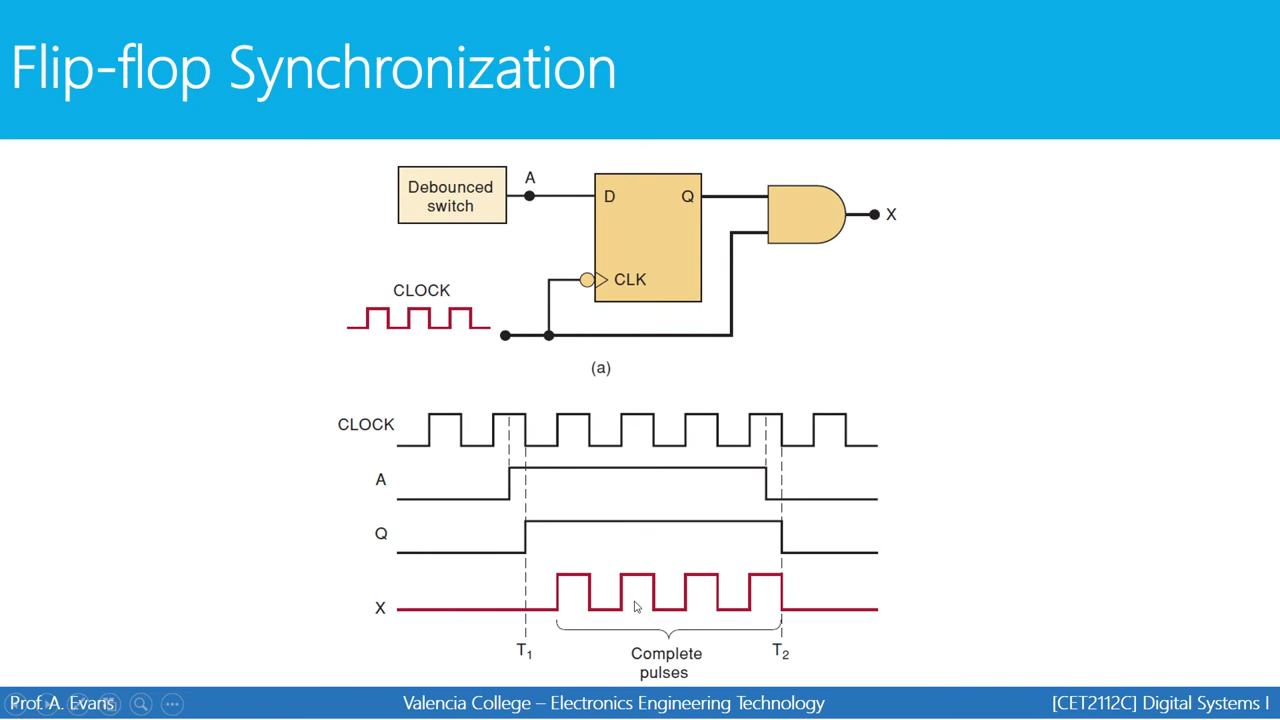 Flip-flop Synchronization
Debounced
switch
A
D
Q
CLK
X
CLOCK
(a)
CLOCK
A
Q
X
T1
Complete
pulses
T2
Prof. A. Evans
Valencia College – Electronics Engineering Technology
[CET2112C] Digital Systems I